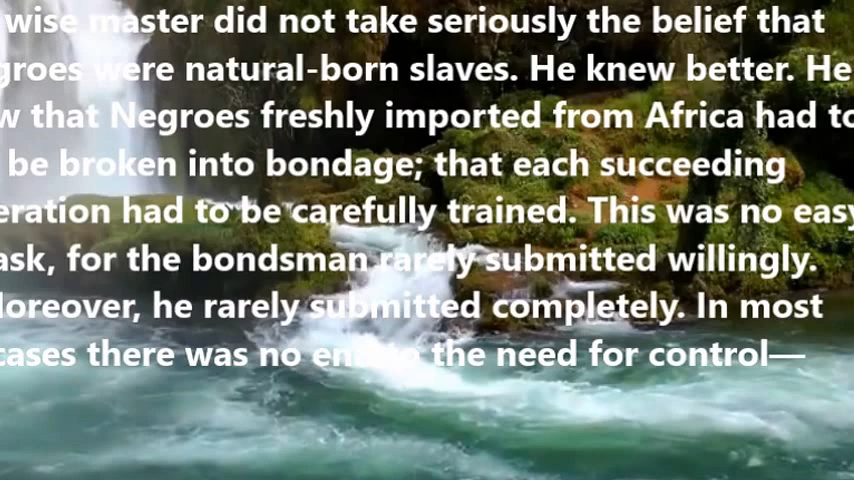 wise master did not take seriously the belief that
groes were natural-born slaves. He knew better. He
w that Negroes freshly imported from Africa had to
be broken into bondage; that each succeeding
eration had to be carefully trained. This was no easy
ask, for the bondsman rarely submitted willingly.
oreover, he rarely submitted completely. In most
cases there was no end to the need for control—